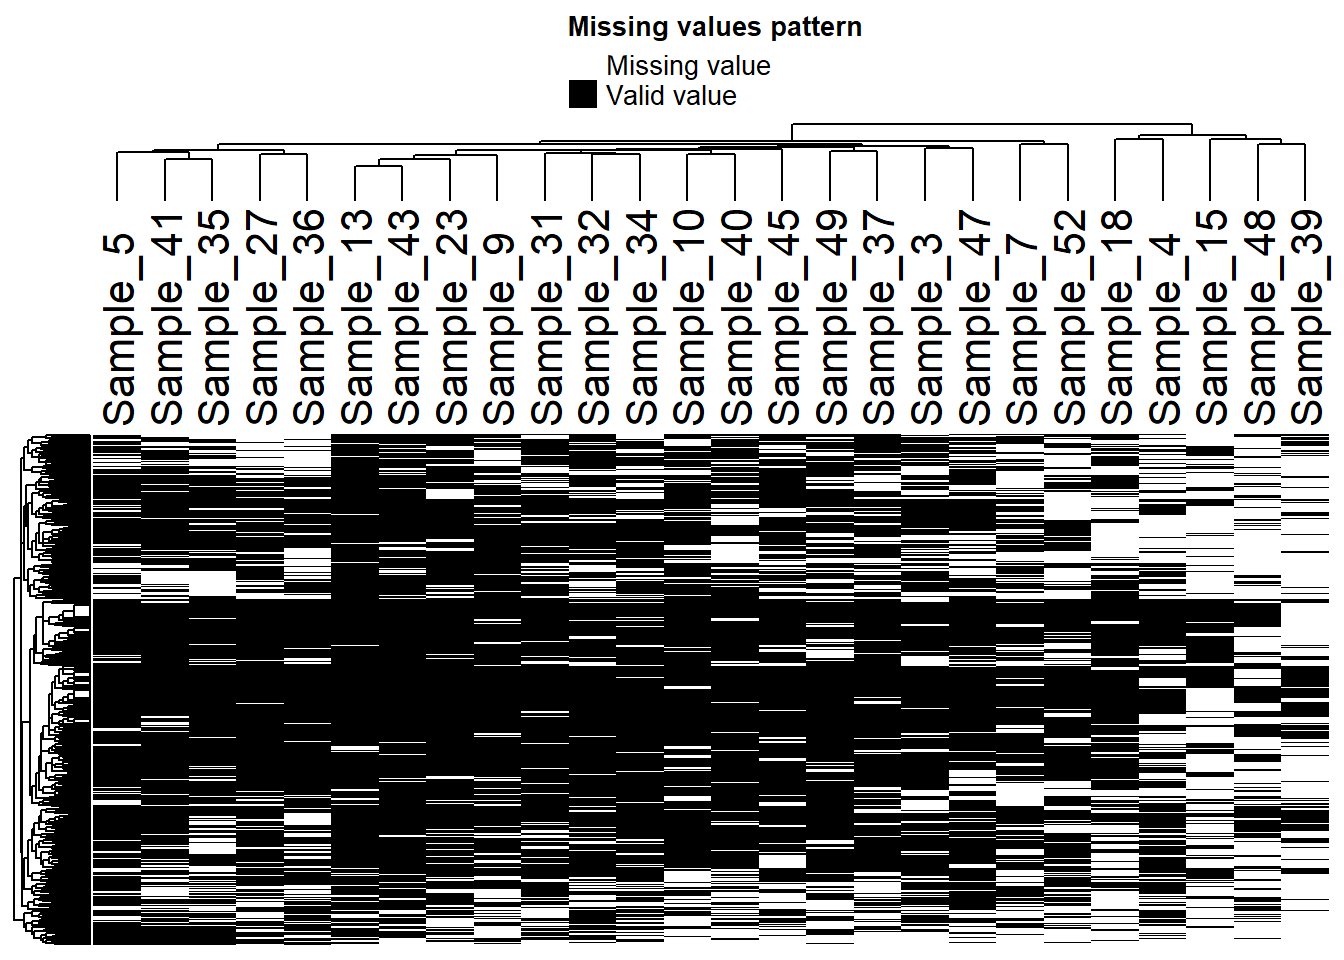 Missing values pattern
Missing value
Valid value
Sample_5
Sample_41
Sample_35
Sample_27
Sample_36
Sample_13
Sample_43
Sample_23
Sample_9
Sample_31
Sample_32
Sample_34
Sample_10
Sample_40
Sample_45
Sample_49
Sample_37
Sample_3
Sample_47
Sample_7
Sample_52
Sample_18
Sample_4
Sample_15
Sample_48
Sample_39